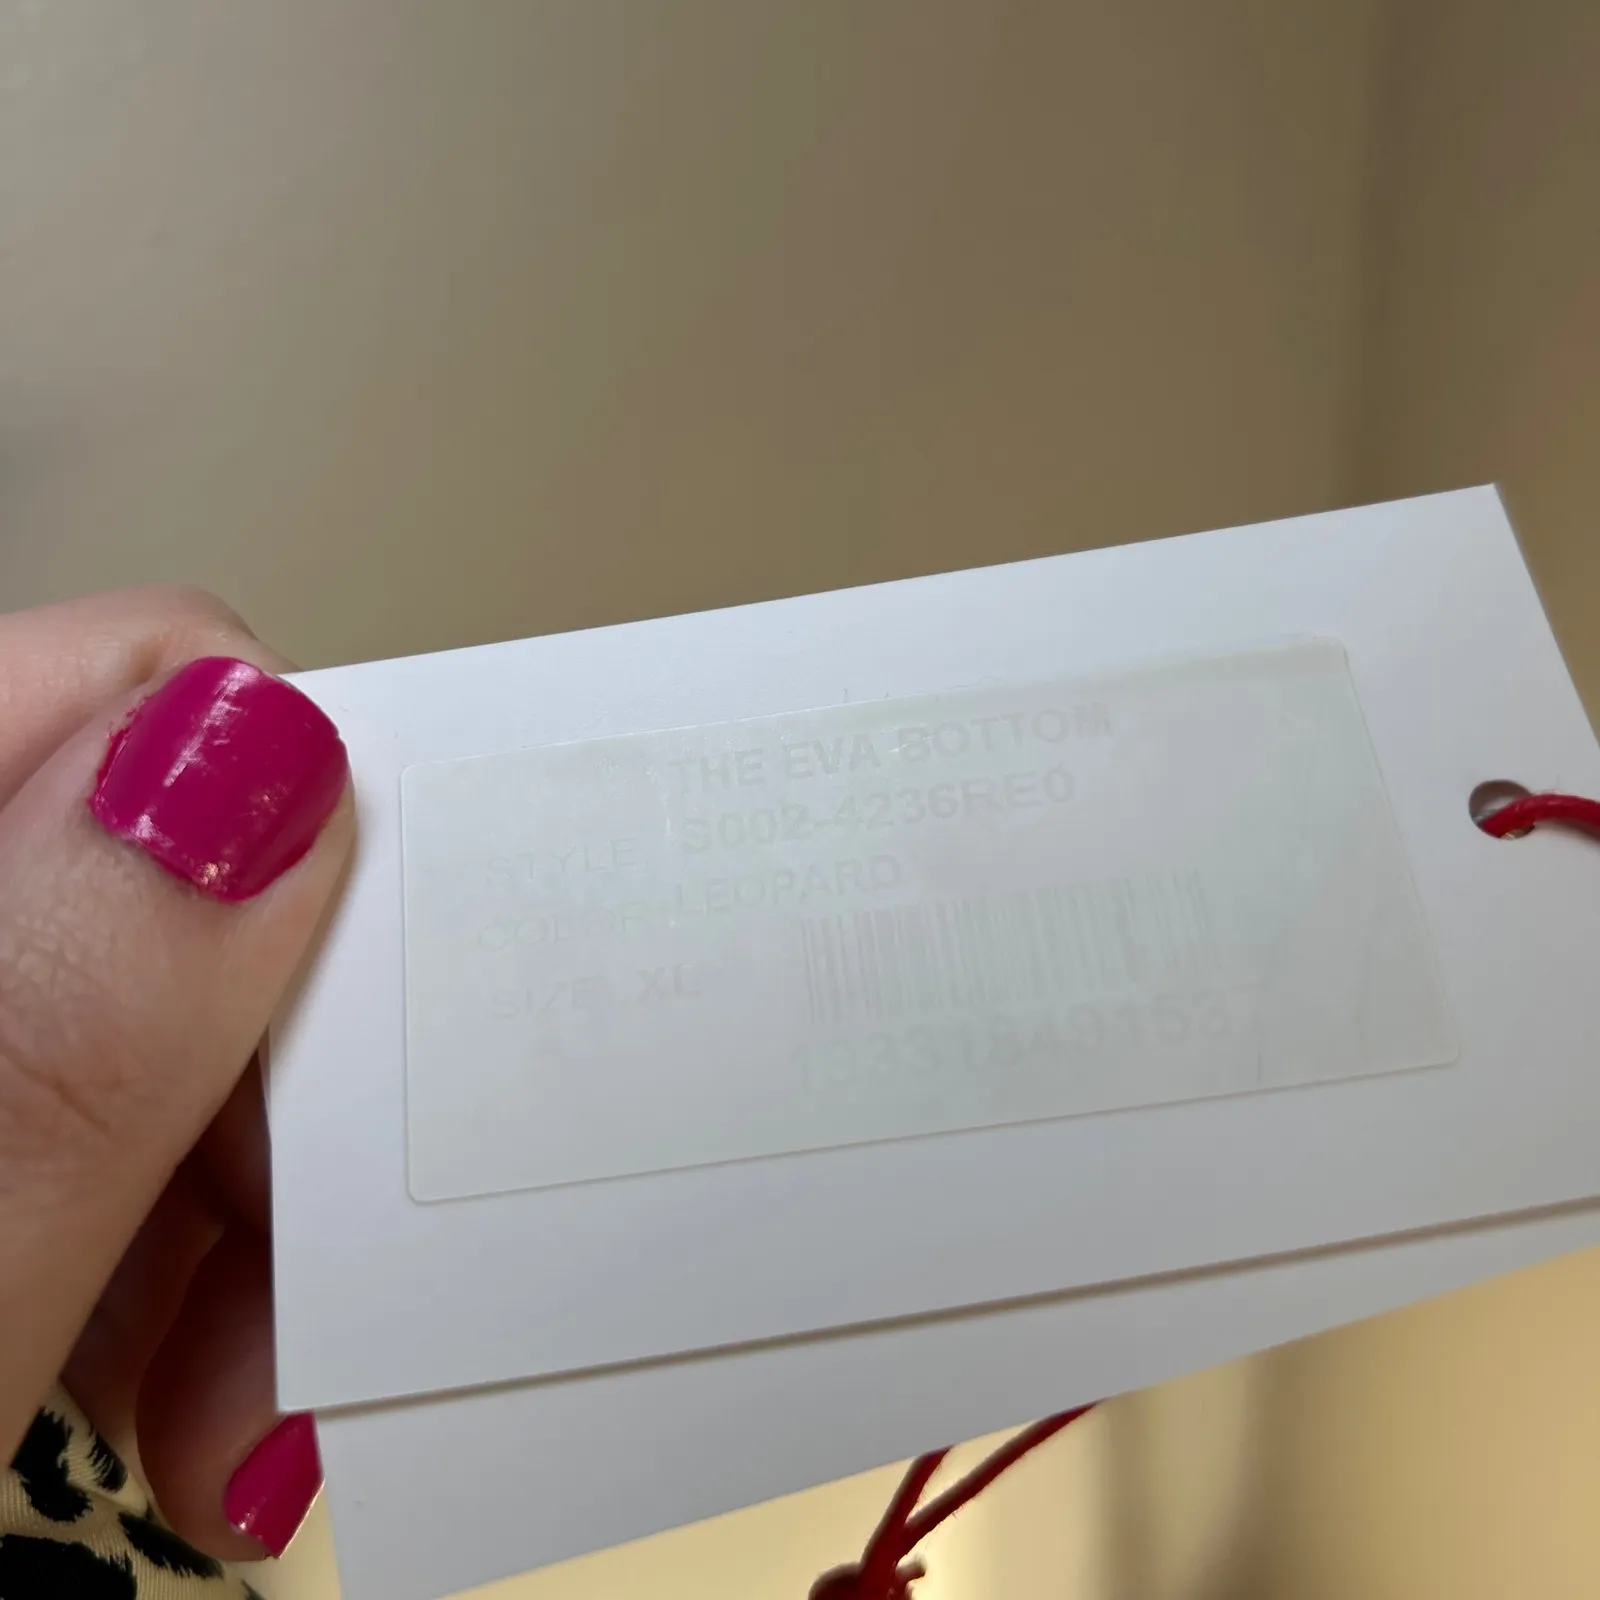 THE EVA BOTTOM
STYLE S002-4236RE0
COLOR LEOPARD
SIZE XL